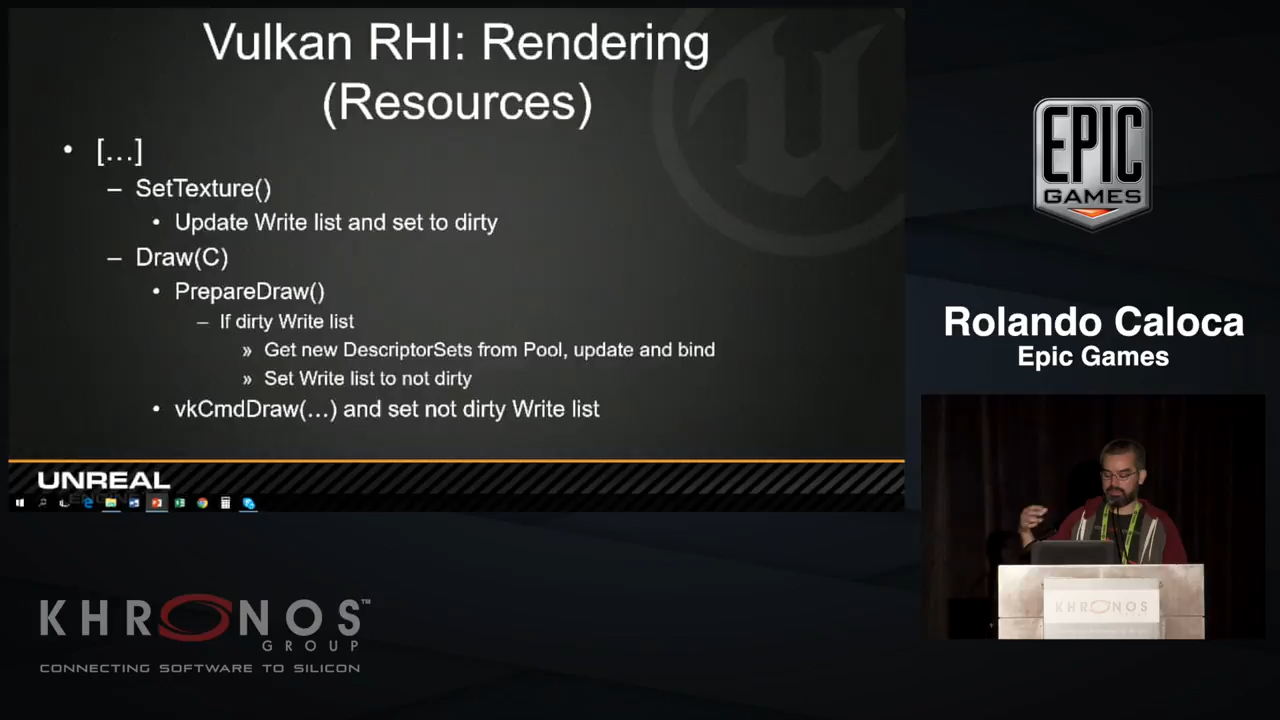 Vulkan RHI: Rendering
(Resources)
• […]
– SetTexture()
• Update Write list and set to dirty
– Draw(C)
• PrepareDraw()
– If dirty Write list
» Get new DescriptorSets from Pool, update and bind
» Set Write list to not dirty
• vkCmdDraw(…) and set not dirty Write list
UNREAL
ENGINE
EPIC
GAMES
Rolando Caloca
Epic Games
KHRONOS
KHRONOS™
GROUP
CONNECTING SOFTWARE TO SILICON